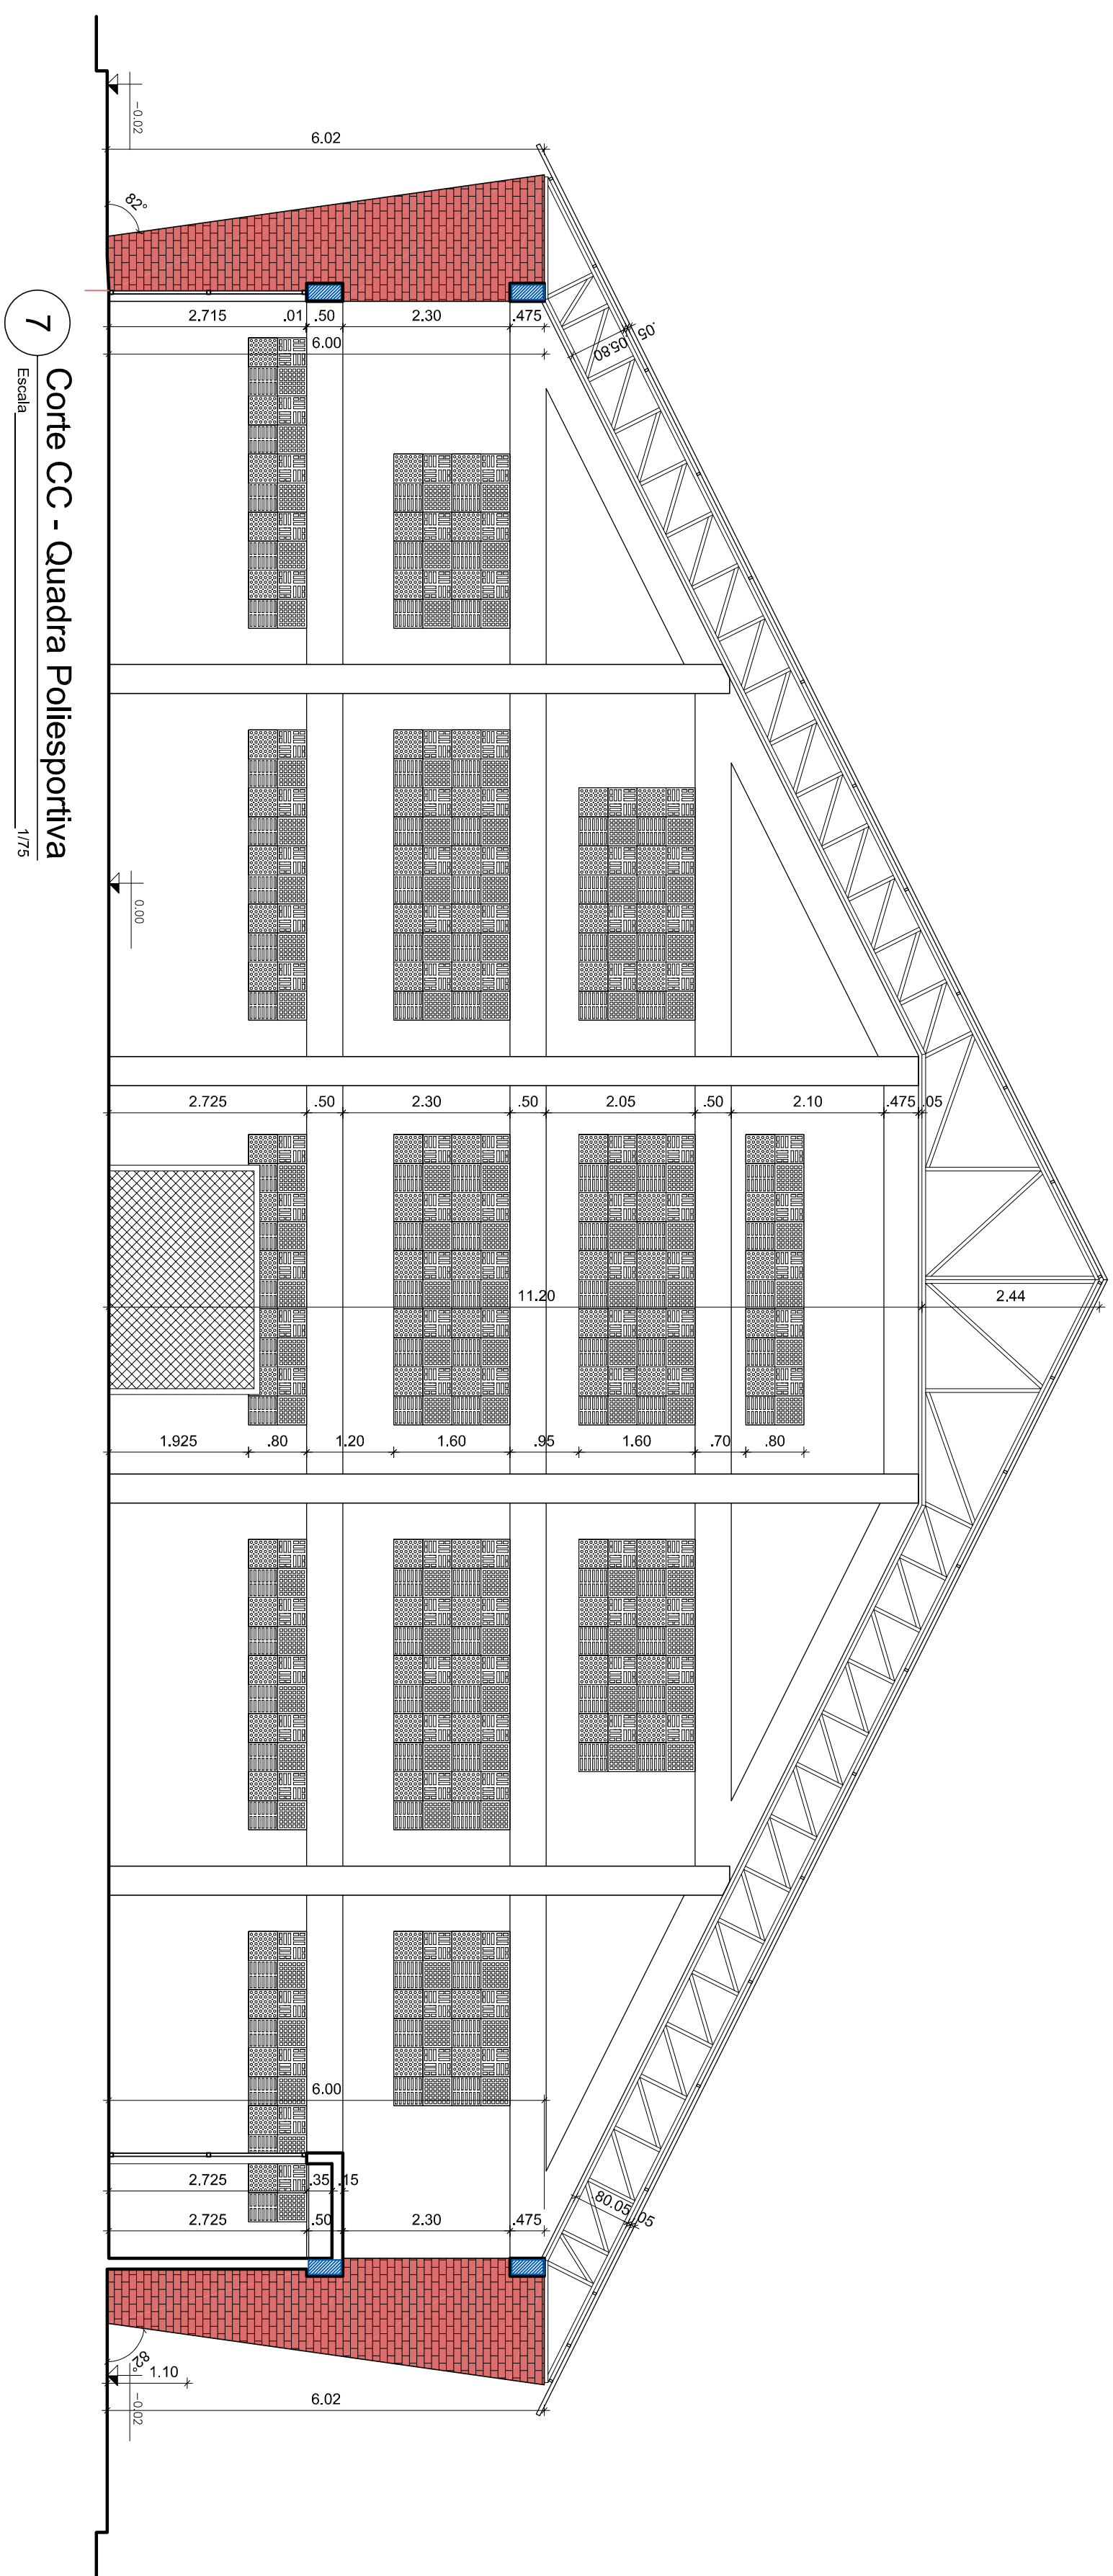 -0.02
6.02
82°
2.715 .01 .50 2.30 .475
6.00
.05 .80 .05
0.00
2.725 .50 2.30 .50 2.05 .50 2.10 .475 .05
11.20 2.44
1.925 .80 1.20 1.60 .95 1.60 .70 .80
6.00
2.725 .35 .15
2.725 .50 2.30 .475
.05 .80 .05
82°
1.10
-0.02
6.02
7
Corte CC - Quadra Poliesportiva
Escala 1/75